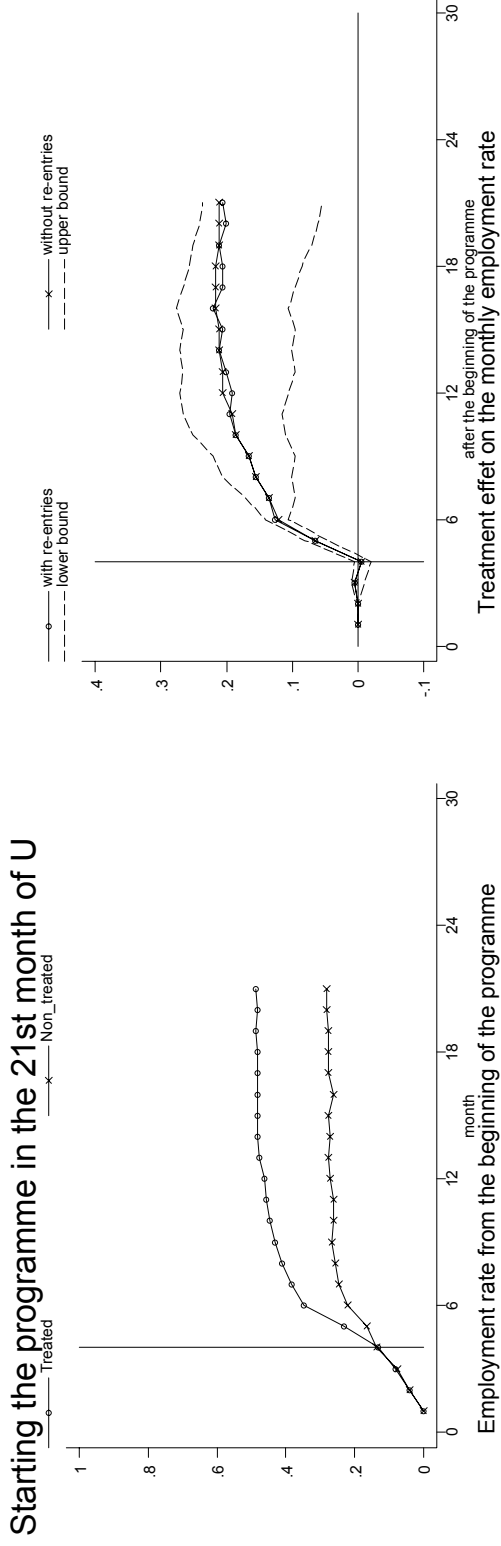 Starting the programme in the 21st month of U
Treated Non_treated
1
.8
.6
.4
.2
0
0 6 12 18 24 30
month
Employment rate from the beginning of the programme
with re-entries without re-entries
lower bound upper bound
.4
.3
.2
.1
0
-.1
0 6 12 18 24 30
after the beginning of the programme
Treatment effet on the monthly employment rate